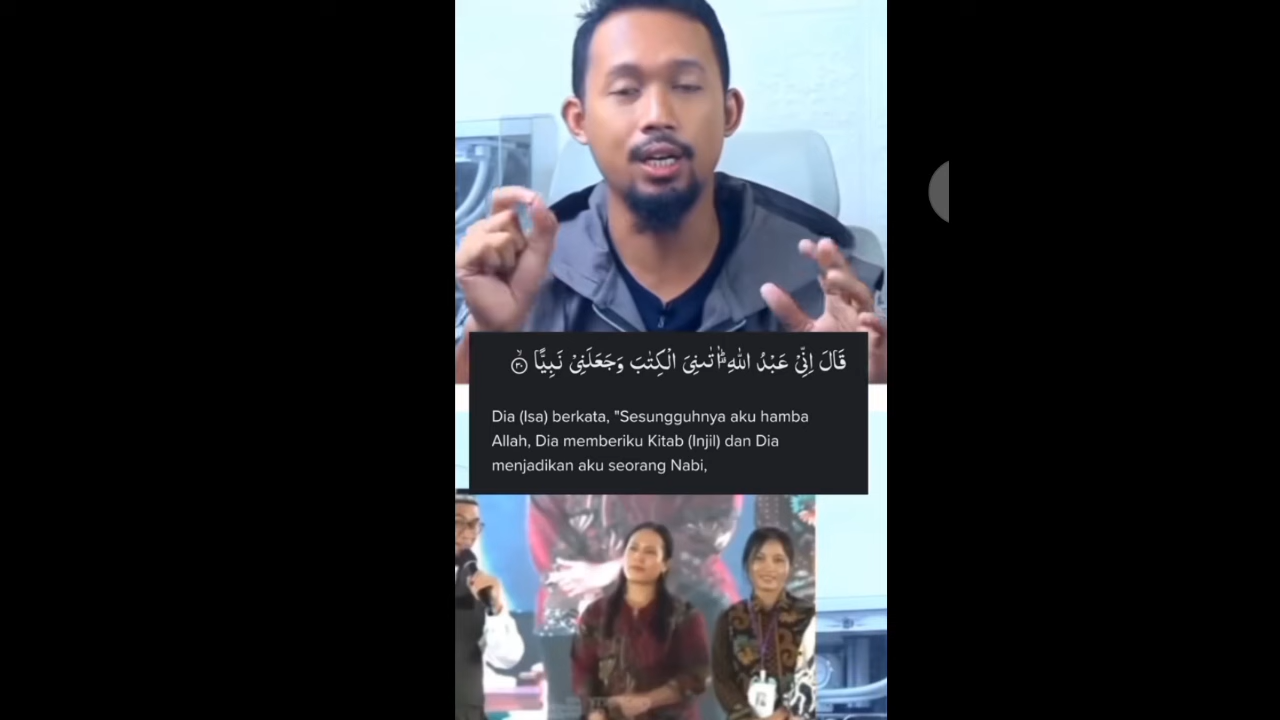 قَالَ اِنِّيْ عَبْدُ اللّٰهِ ؕ اٰتٰىنِيَ الْكِتٰبَ وَجَعَلَنِيْ نَبِيًّا ۙ ٣٠
Dia (Isa) berkata, "Sesungguhnya aku hamba
Allah, Dia memberiku Kitab (Injil) dan Dia
menjadikan aku seorang Nabi,